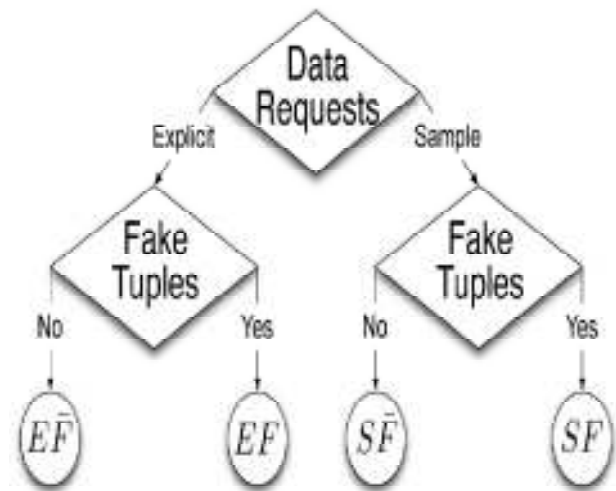 Data
Requests
Explicit
Sample
Fake
Tuples
Fake
Tuples
No
Yes
No
Yes
EF̄
EF
SF̄
SF